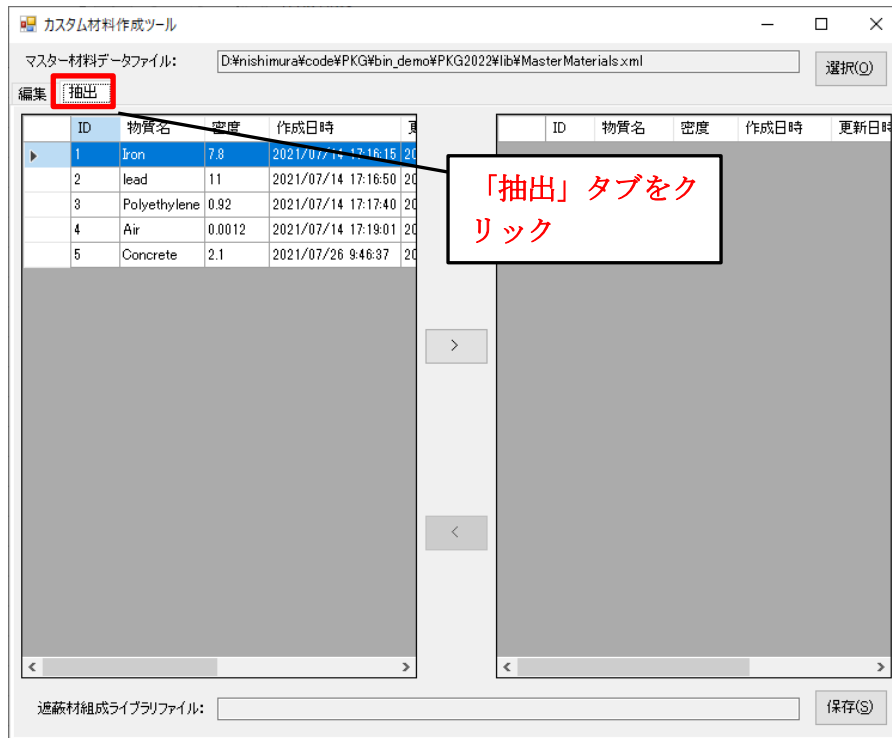 カスタム材料作成ツール
マスター材料データファイル: D:¥nishimura¥code¥PKG¥bin_demo¥PKG2022¥lib¥MasterMaterials.xml 選択(O)
編集 抽出
ID 物質名 密度 作成日時
1 Iron 7.8 2021/07/14 17:16:15 20
2 lead 11 2021/07/14 17:16:50 20
3 Polyethylene 0.92 2021/07/14 17:17:40 20
4 Air 0.0012 2021/07/14 17:19:01 20
5 Concrete 2.1 2021/07/26 9:46:37 20
ID 物質名 密度 作成日時 更新日時
「抽出」タブをク
リック
>
<
遮蔽材組成ライブラリファイル: 保存(S)